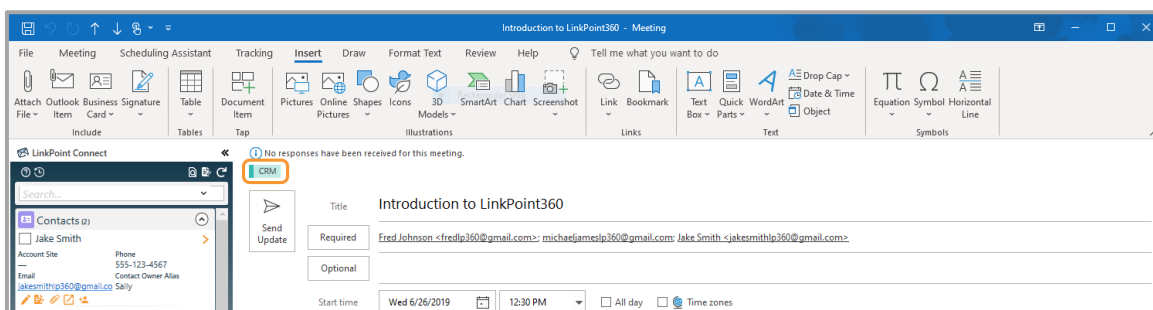 Introduction to LinkPoint360 - Meeting
File Meeting Scheduling Assistant Tracking Insert Draw Format Text Review Help Tell me what you want to do
Attach File Outlook Item Business Card Signature Table Document Item Pictures Online Pictures Shapes Icons 3D Models SmartArt Chart Screenshot Link Bookmark Text Box Quick Parts WordArt Drop Cap Date & Time Object Equation Symbol Horizontal Line
Include Tables Tap Illustrations Links Text Symbols
LinkPoint Connect
No responses have been received for this meeting.
CRM
Search...
Contacts (2)
Jake Smith
Account Site Phone
— 555-123-4567
Email Contact Owner Alias
jakesmithlp360@gmail.co Sally
Send Update
Title Introduction to LinkPoint360
Required Fred Johnson <fredlp360@gmail.com>; michaeljameslp360@gmail.com; Jake Smith <jakesmithlp360@gmail.com>
Optional
Start time Wed 6/26/2019 12:30 PM All day Time zones